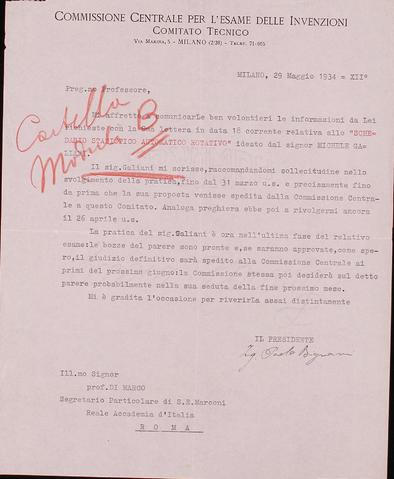 COMMISSIONE CENTRALE PER L'ESAME DELLE INVENZIONI
COMITATO TECNICO
VIA MARINA, 5 - MILANO (2/38) - TELEF. 71-065
MILANO, 29 Maggio 1934 = XII°
Preg.mo Professore,
Mi affretto a comunicarLe ben volontieri le informazioni da Lei
richieste con la Sua lettera in data 18 corrente relativa allo "SCHE-
DARIO STATISTICO AUTOMATICO ROTATIVO" ideato dal signor MICHELE GA-
Cartella
Mobile B
Il sig.Galiani mi scrisse,raccomandandomi sollecitudine nello
svolgimento della pratica,fino dal 31 marzo u.s. e precisamente fino
da prima che la sua proposta venisse spedita dalla Commissione Centra-
le a questo Comitato. Analoga preghiera ebbe poi a rivolgermi ancora
il 26 aprile u.s.
La pratica del sig.Galiani è ora nell'ultima fase del relativo
esame:le bozze del parere sono pronte e,se saranno approvate,come spe-
ro,il giudizio definitivo sarà spedito alla Commissione Centrale ai
primi del prossimo giugno:la Commissione stessa poi deciderà sul detto
parere probabilmente nella sua seduta della fine prossimo mese.
Mi è gradita l'occasione per riverirLa assai distintamente
IL PRESIDENTE
Ill.mo Signor
prof.DI MARCO
Segretario Particolare di S.E.Marconi
Reale Accademia d'Italia
R O M A